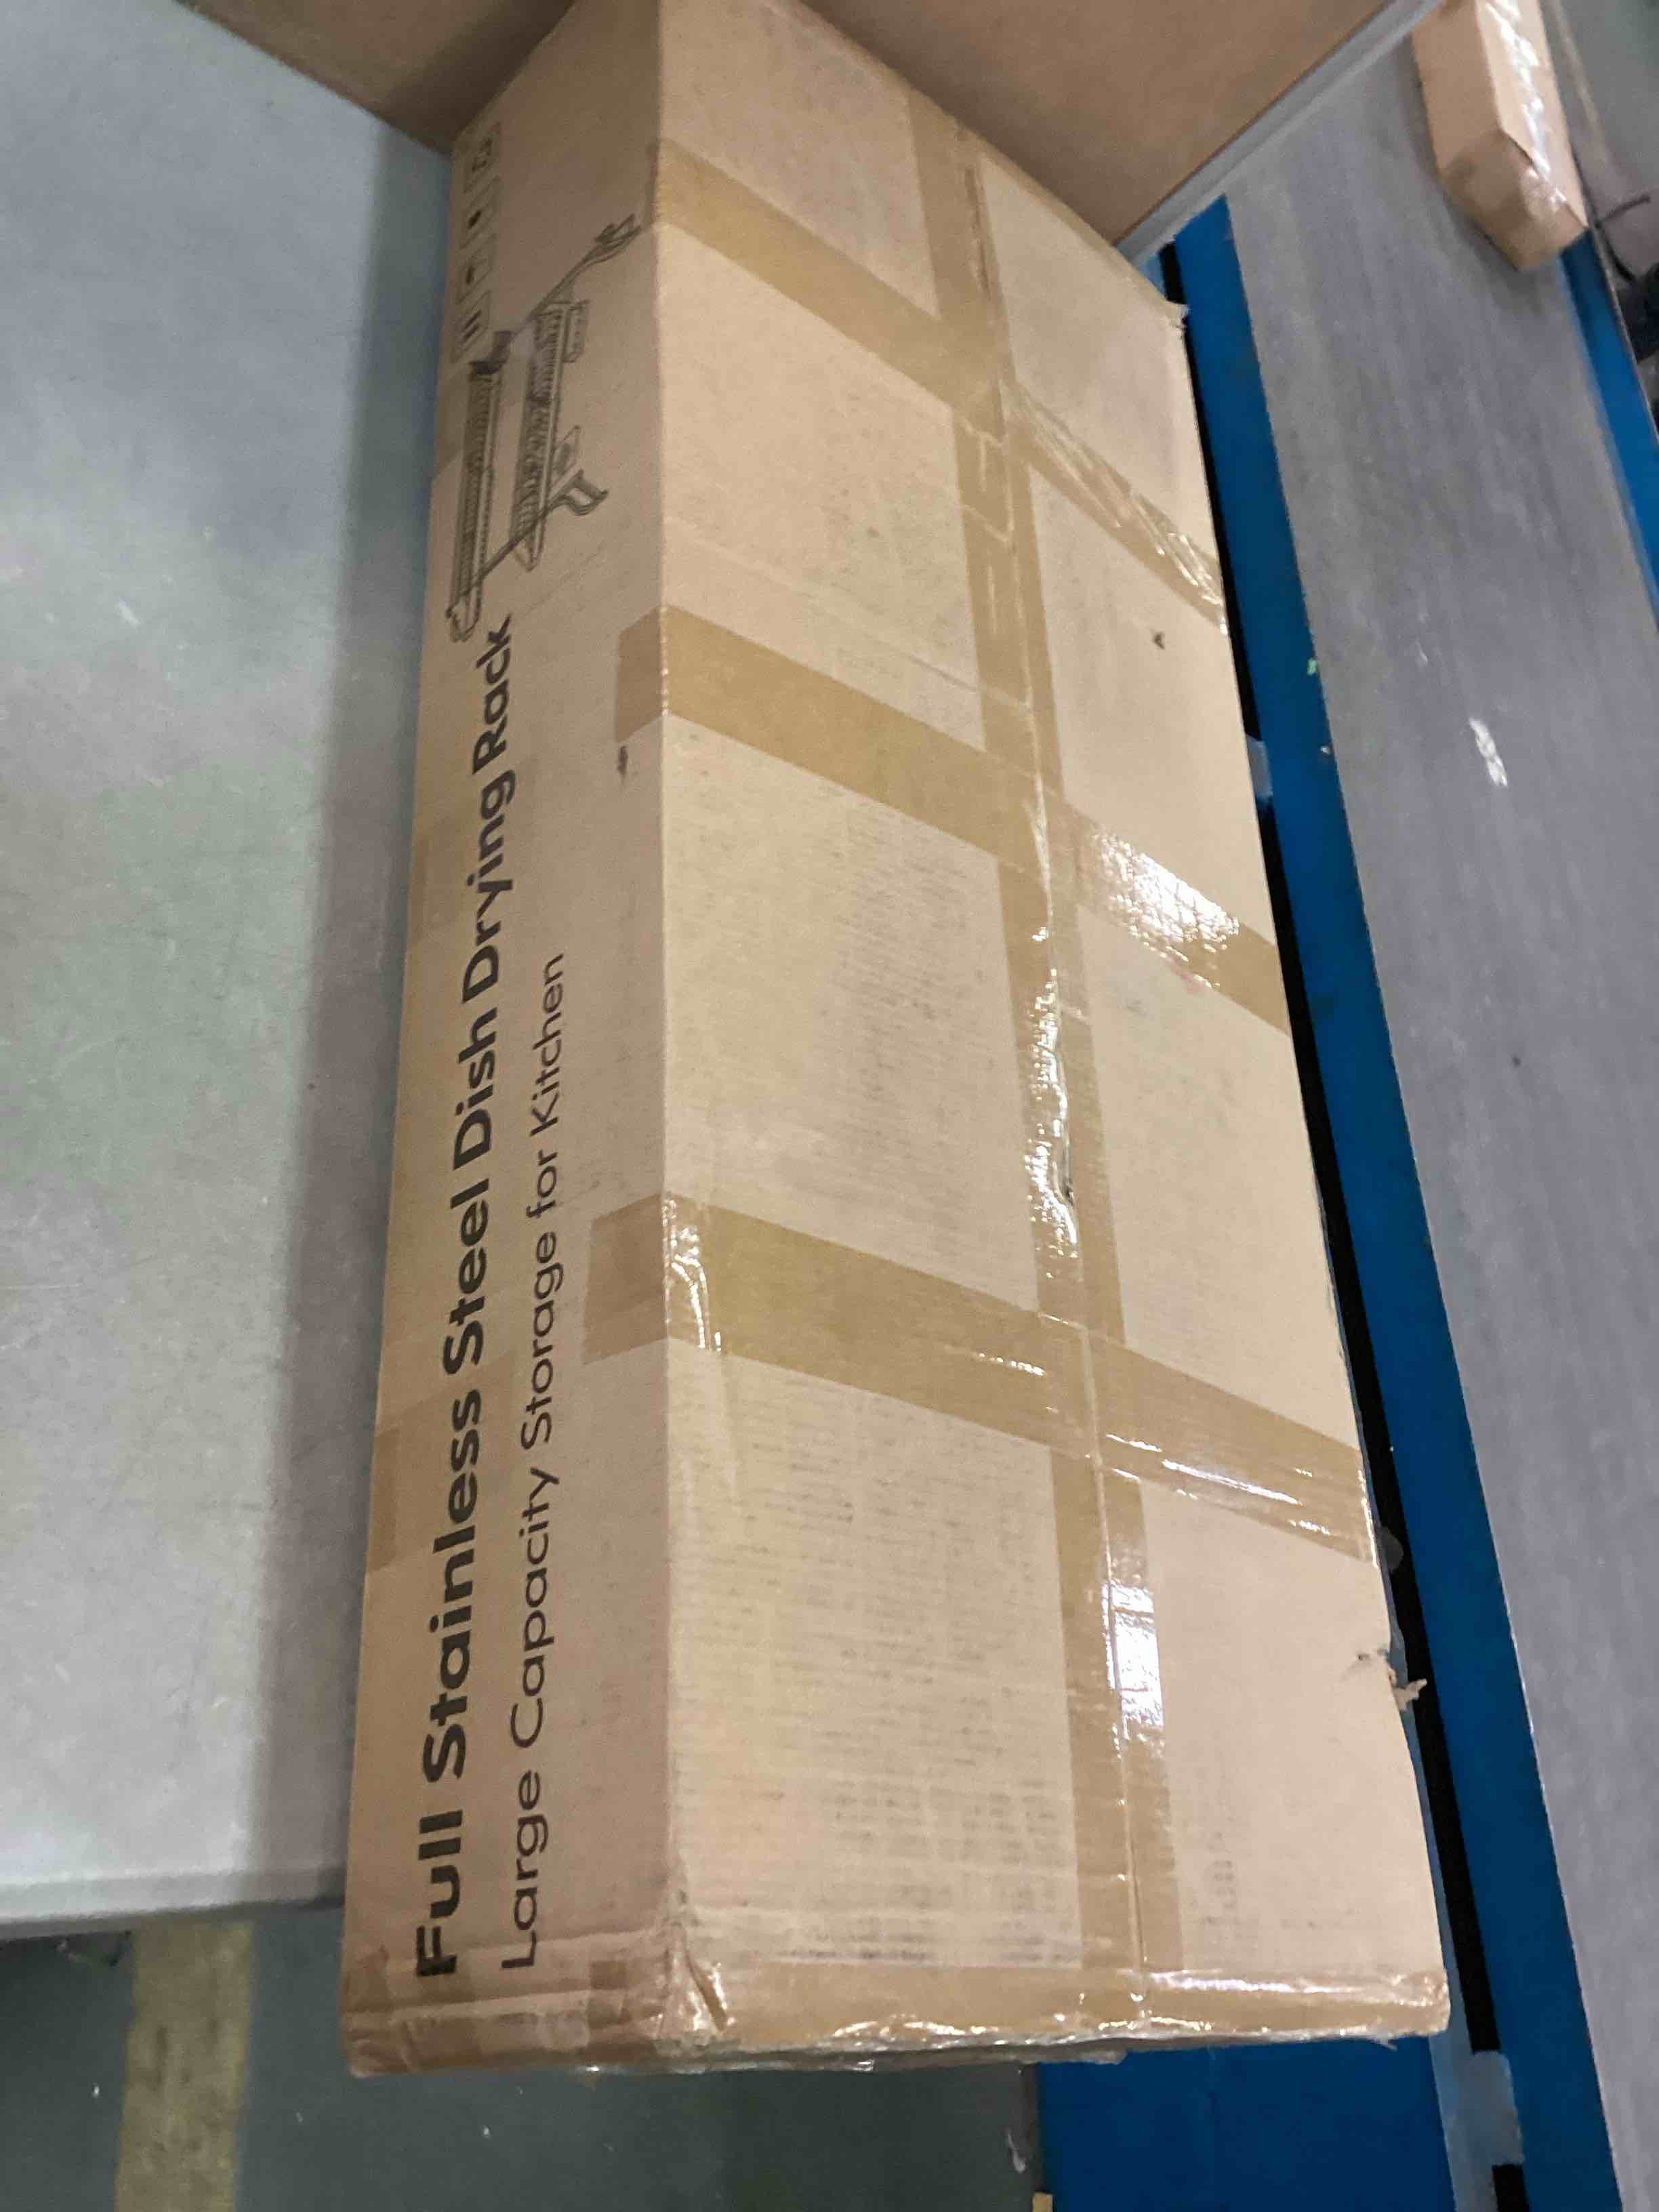 Full Stainless Steel Dish Drying Rack
Large Capacity Storage for Kitchen